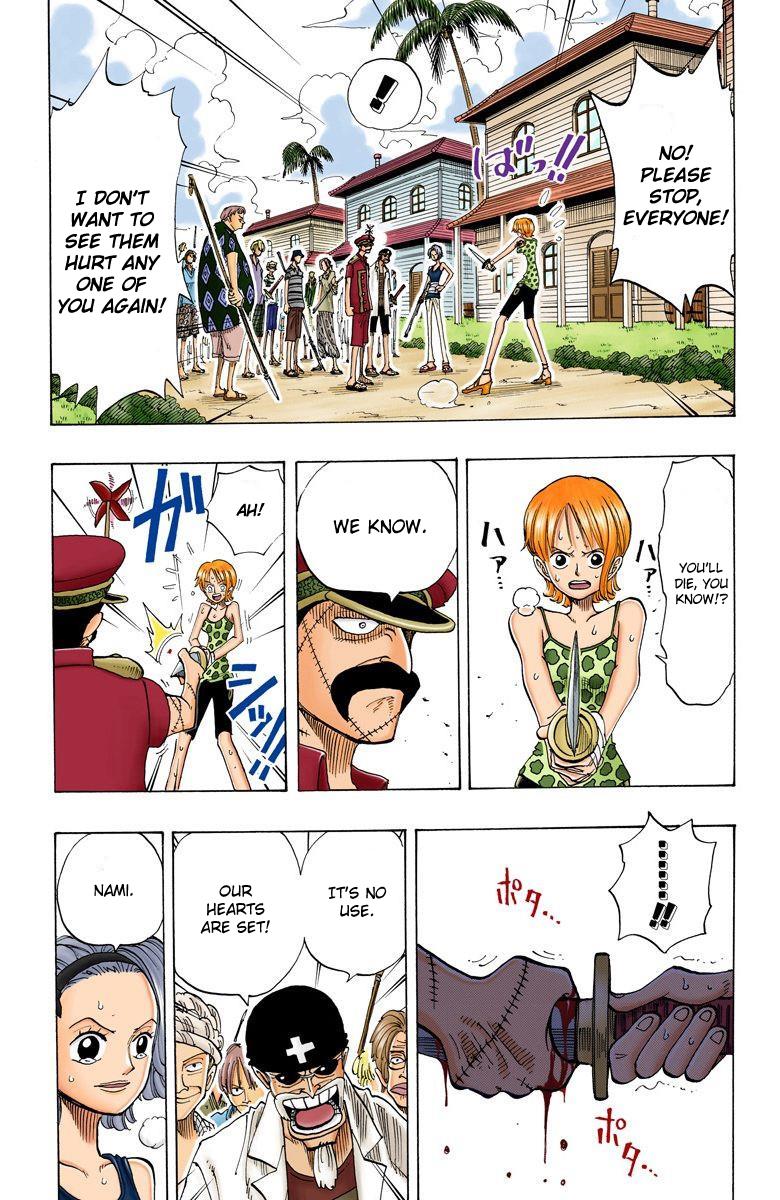 NO!
PLEASE
STOP,
EVERYONE!
!
ばっ!!
I DON'T
WANT TO
SEE THEM
HURT ANY
ONE OF
YOU AGAIN!
YOU'LL
DIE, YOU
KNOW!?
ハァ…
ハァ…
WE KNOW.
AH!
ガ
シッ!!
!!
ポタ…
ポタ…
IT'S NO
USE.
OUR
HEARTS
ARE SET!
NAMI.